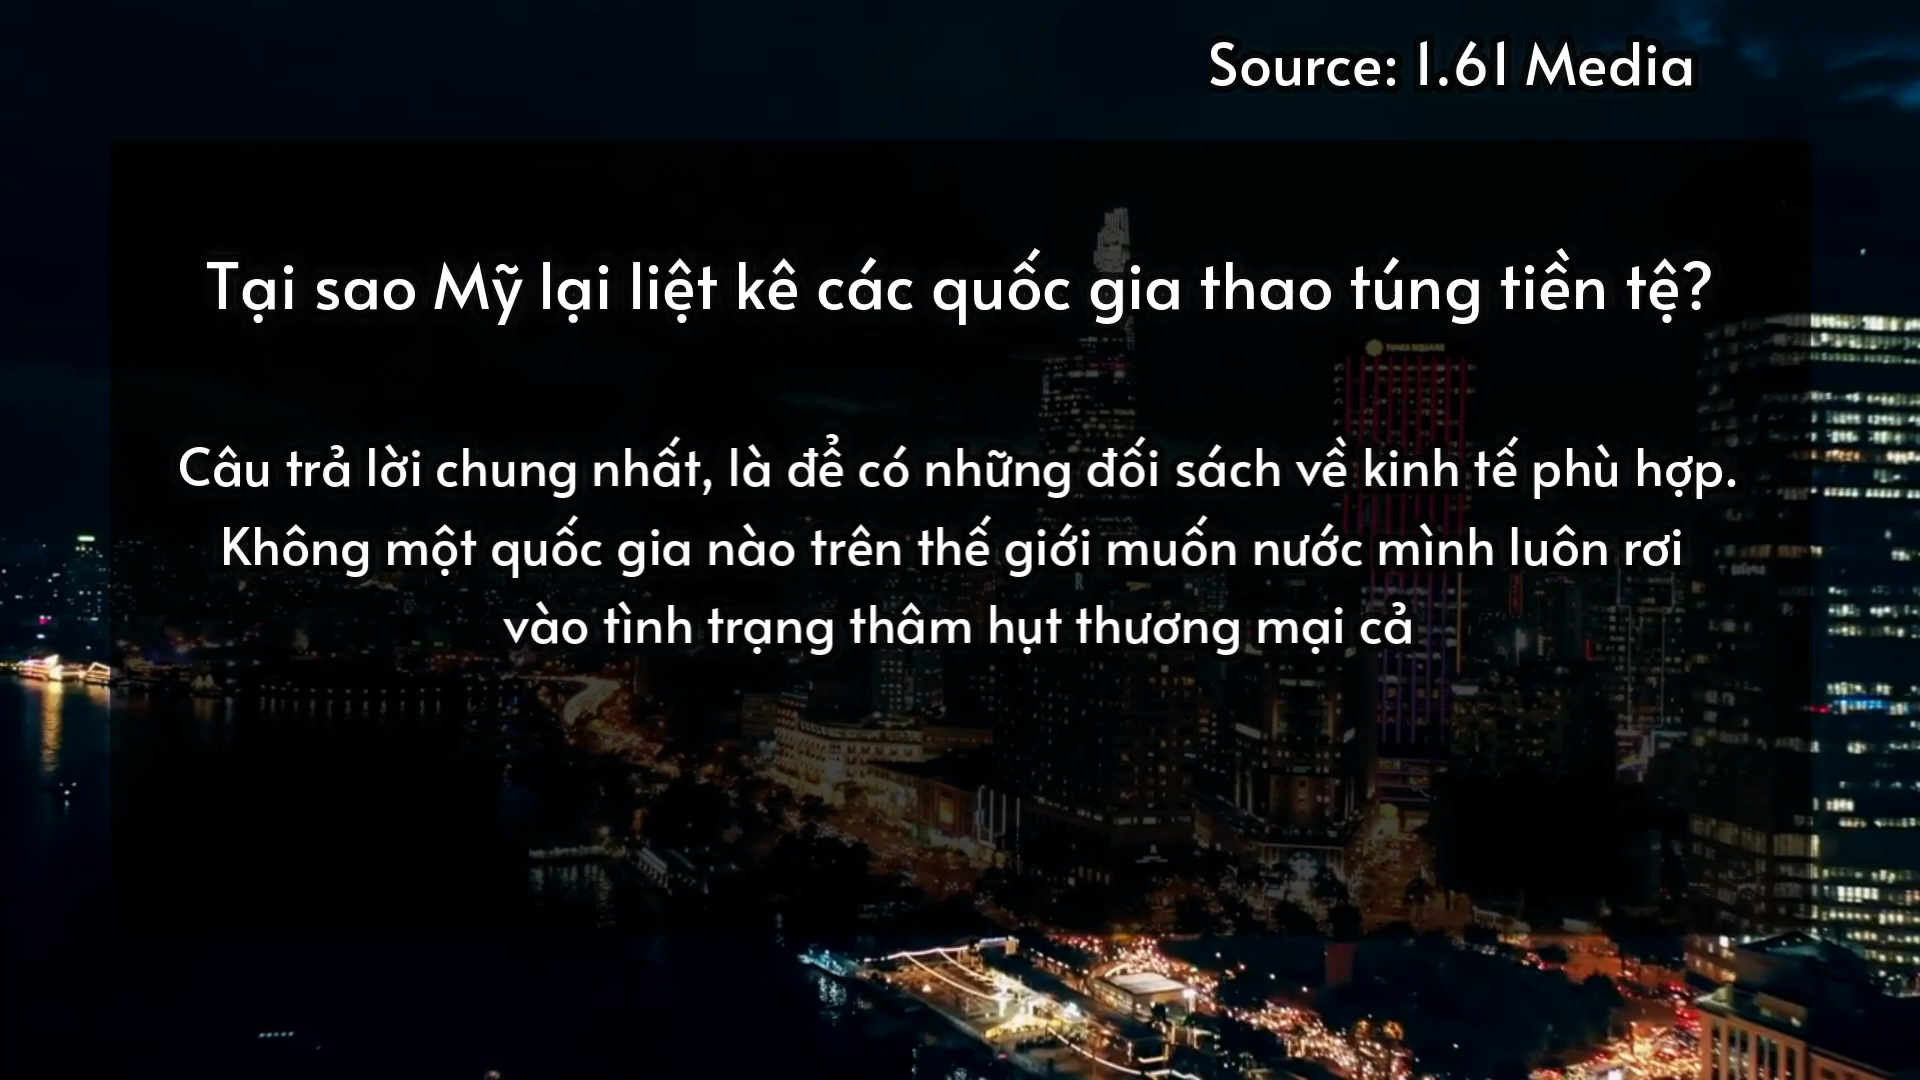 Source: 1.61 Media
Tại sao Mỹ lại liệt kê các quốc gia thao túng tiền tệ?
TIMES SQUARE
Câu trả lời chung nhất, là để có những đối sách về kinh tế phù hợp.
Không một quốc gia nào trên thế giới muốn nước mình luôn rơi
vào tình trạng thâm hụt thương mại cả